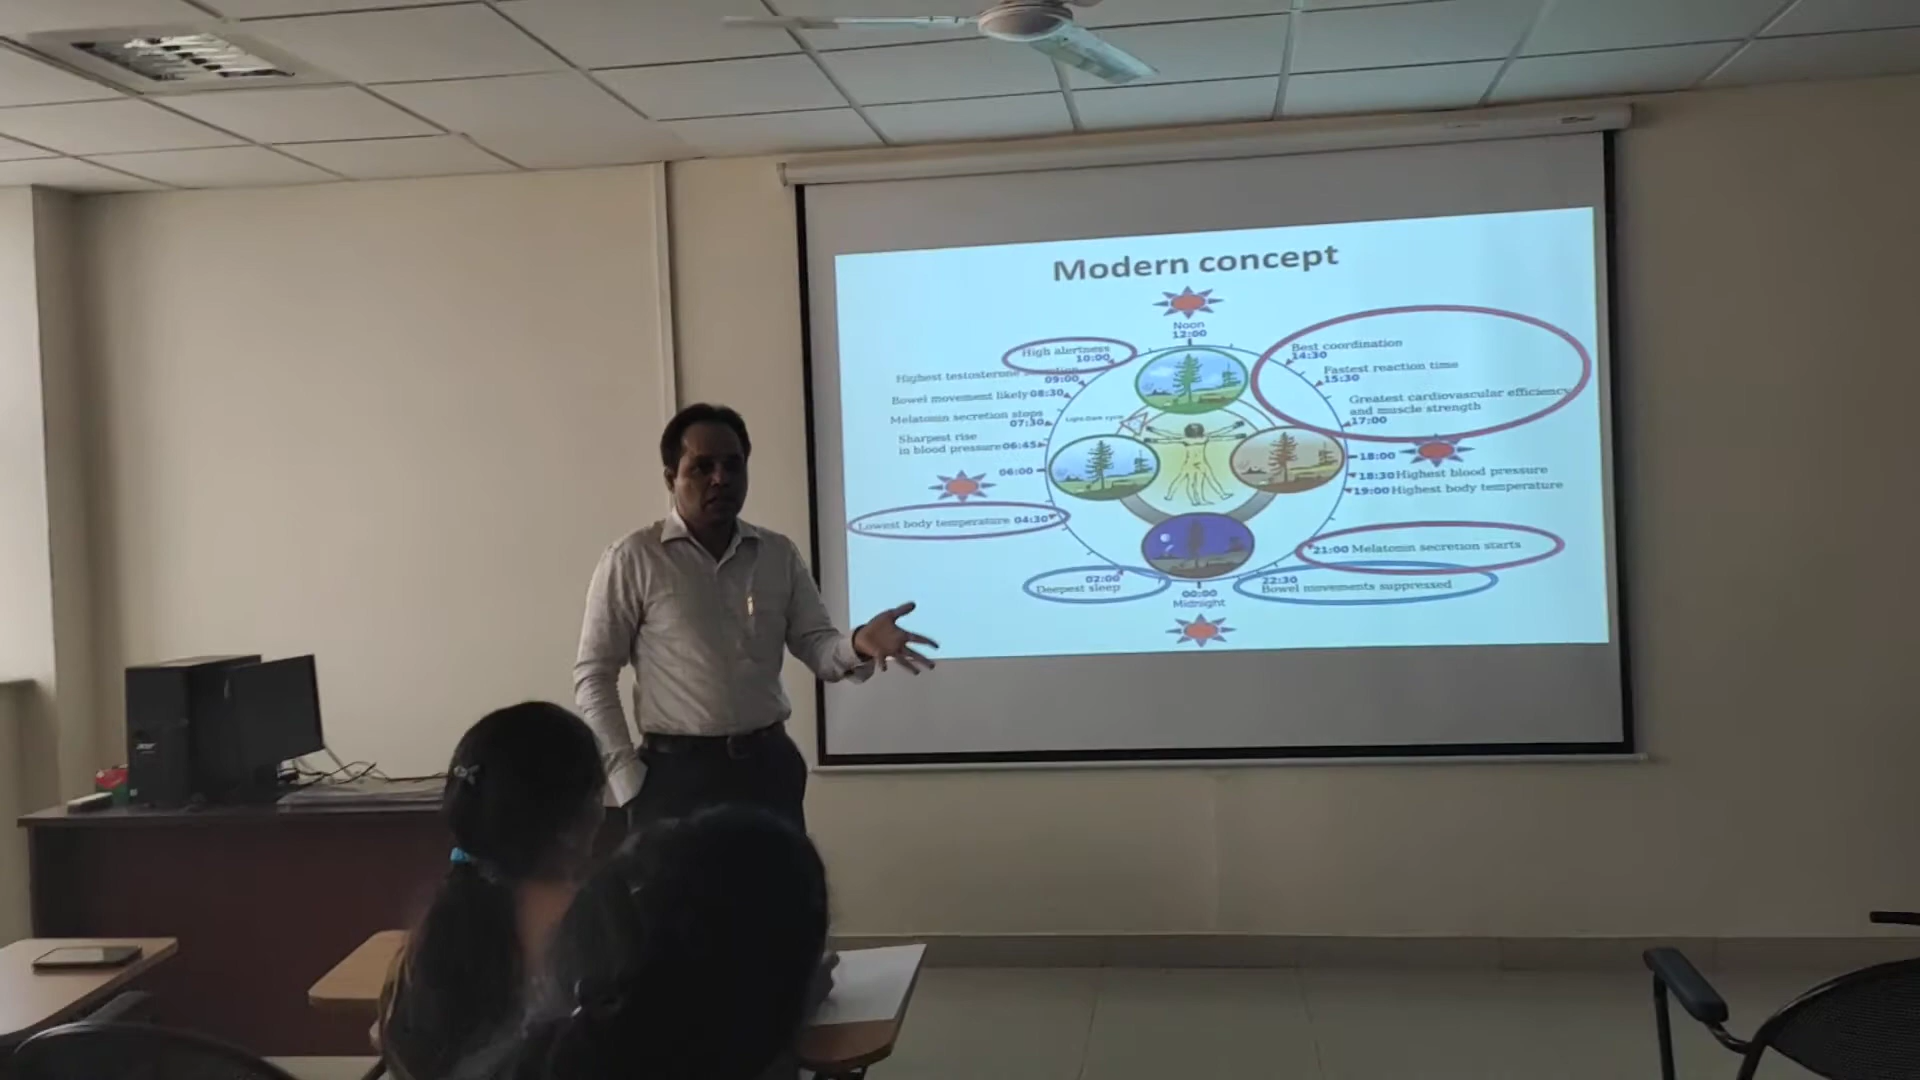 Modern concept
Noon
12:00
High alertness
10:00
Highest testosterone
09:00
Bowel movement likely 08:30
Melatonin secretion stops
07:30
Sharpest rise
in blood pressure 06:45
06:00
Lowest body temperature 04:30
02:00
Deepest sleep
00:00
Midnight
Light-Dark cycle
Best coordination
14:30
Fastest reaction time
15:30
Greatest cardiovascular efficiency
and muscle strength
17:00
18:00
18:30 Highest blood pressure
19:00 Highest body temperature
21:00 Melatonin secretion starts
22:30
Bowel movements suppressed
acer